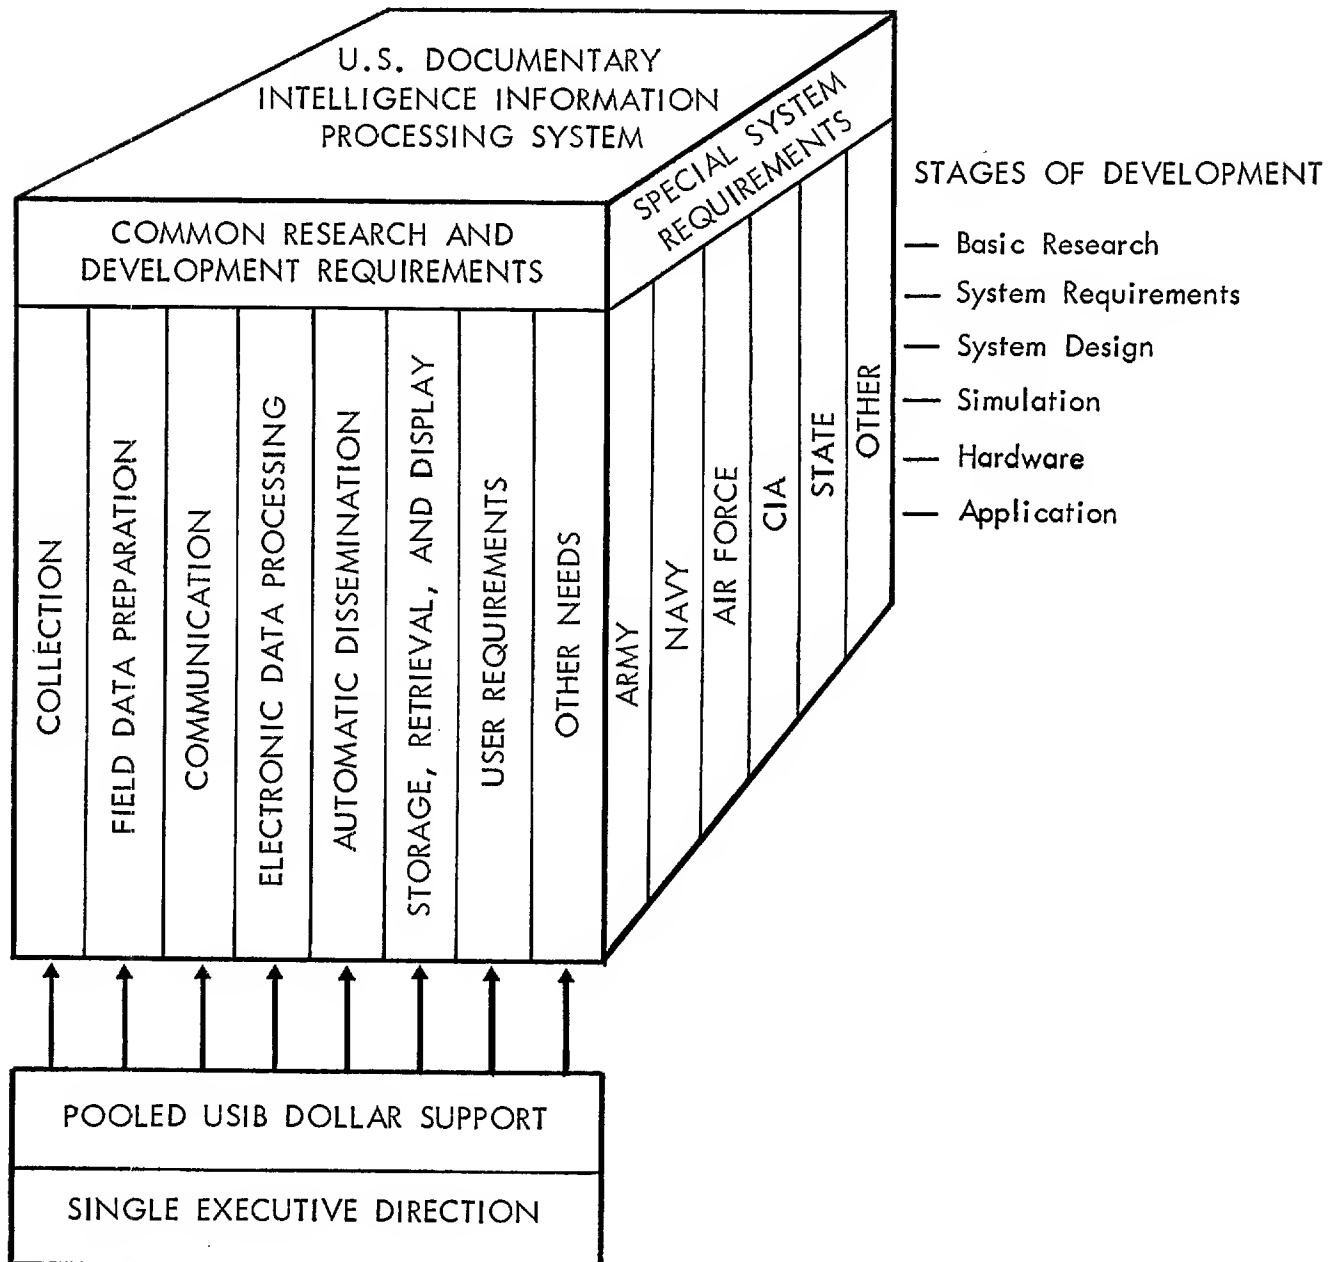 U.S. DOCUMENTARY
INTELLIGENCE INFORMATION
PROCESSING SYSTEM
SPECIAL SYSTEM
REQUIREMENTS
COMMON RESEARCH AND
DEVELOPMENT REQUIREMENTS
COLLECTION
FIELD DATA PREPARATION
COMMUNICATION
ELECTRONIC DATA PROCESSING
AUTOMATIC DISSEMINATION
STORAGE, RETRIEVAL, AND DISPLAY
USER REQUIREMENTS
OTHER NEEDS
ARMY
NAVY
AIR FORCE
CIA
STATE
OTHER
STAGES OF DEVELOPMENT
— Basic Research
— System Requirements
— System Design
— Simulation
— Hardware
— Application
POOLED USIB DOLLAR SUPPORT
SINGLE EXECUTIVE DIRECTION